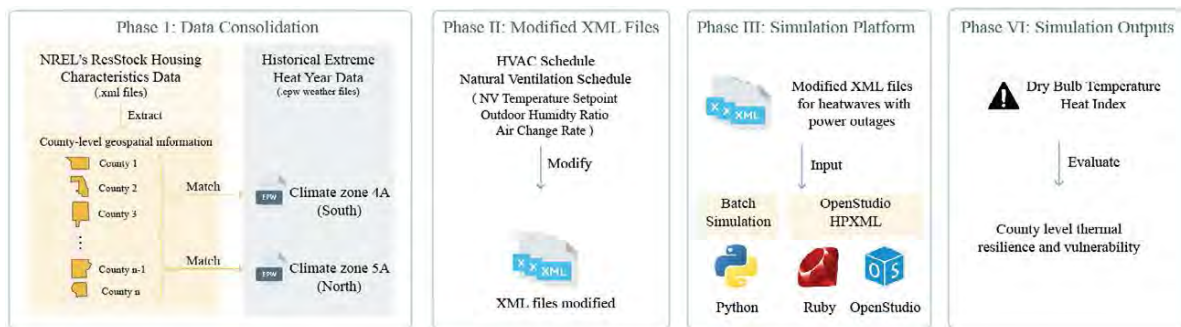 Phase 1: Data Consolidation
NREL's ResStock Housing
Characteristics Data
(.xml files)
Extract
County-level geospatial information
County 1
County 2
County 3
County n-1
County n
Match
Match
Historical Extreme
Heat Year Data
(.epw weather files)
EPW
Climate zone 4A
(South)
EPW
Climate zone 5A
(North)
Phase II: Modified XML Files
HVAC Schedule
Natural Ventilation Schedule
( NV Temperature Setpoint
Outdoor Humidty Ratio
Air Change Rate )
Modify
X X XML
XML files modified
Phase III: Simulation Platform
X X XML
Modified XML files
for heatwaves with
power outages
Input
Batch
Simulation
OpenStudio
HPXML
Python
Ruby
OS
OpenStudio
Phase VI: Simulation Outputs
Dry Bulb Temperature
Heat Index
Evaluate
County level thermal
resilience and vulnerability